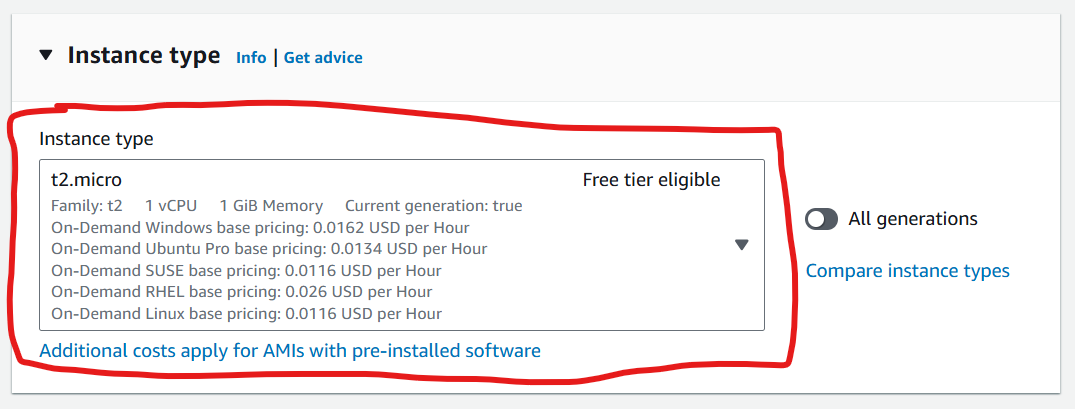 Instance type Info | Get advice
Instance type
t2.micro Free tier eligible
Family: t2 1 vCPU 1 GiB Memory Current generation: true
On-Demand Windows base pricing: 0.0162 USD per Hour
On-Demand Ubuntu Pro base pricing: 0.0134 USD per Hour
On-Demand SUSE base pricing: 0.0116 USD per Hour
On-Demand RHEL base pricing: 0.026 USD per Hour
On-Demand Linux base pricing: 0.0116 USD per Hour
All generations
Compare instance types
Additional costs apply for AMIs with pre-installed software